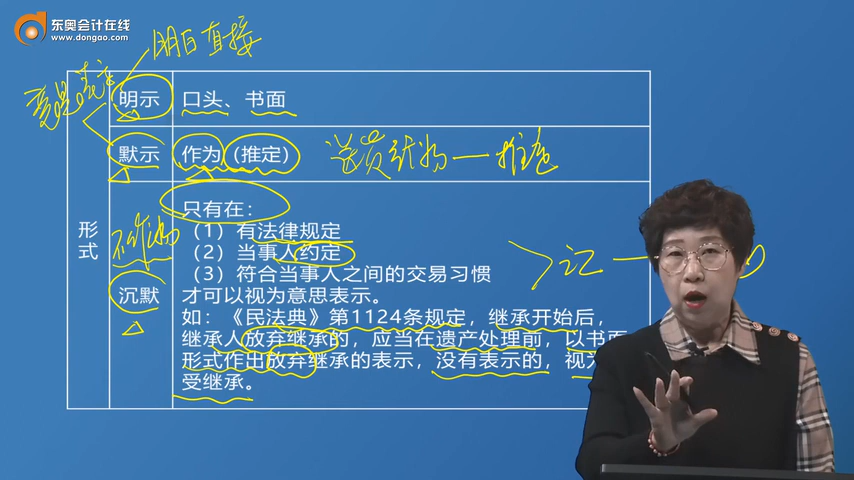 东奥会计在线
www.dongao.com
明白直接
形式
明示
口头、书面
默示
作为（推定）
只有在：
（1）有法律规定
（2）当事人约定
（3）符合当事人之间的交易习惯
才可以视为意思表示。
沉默
如：《民法典》第1124条规定，继承开始后，
继承人放弃继承的，应当在遗产处理前，以书面
形式作出放弃继承的表示，没有表示的，视为
受继承。